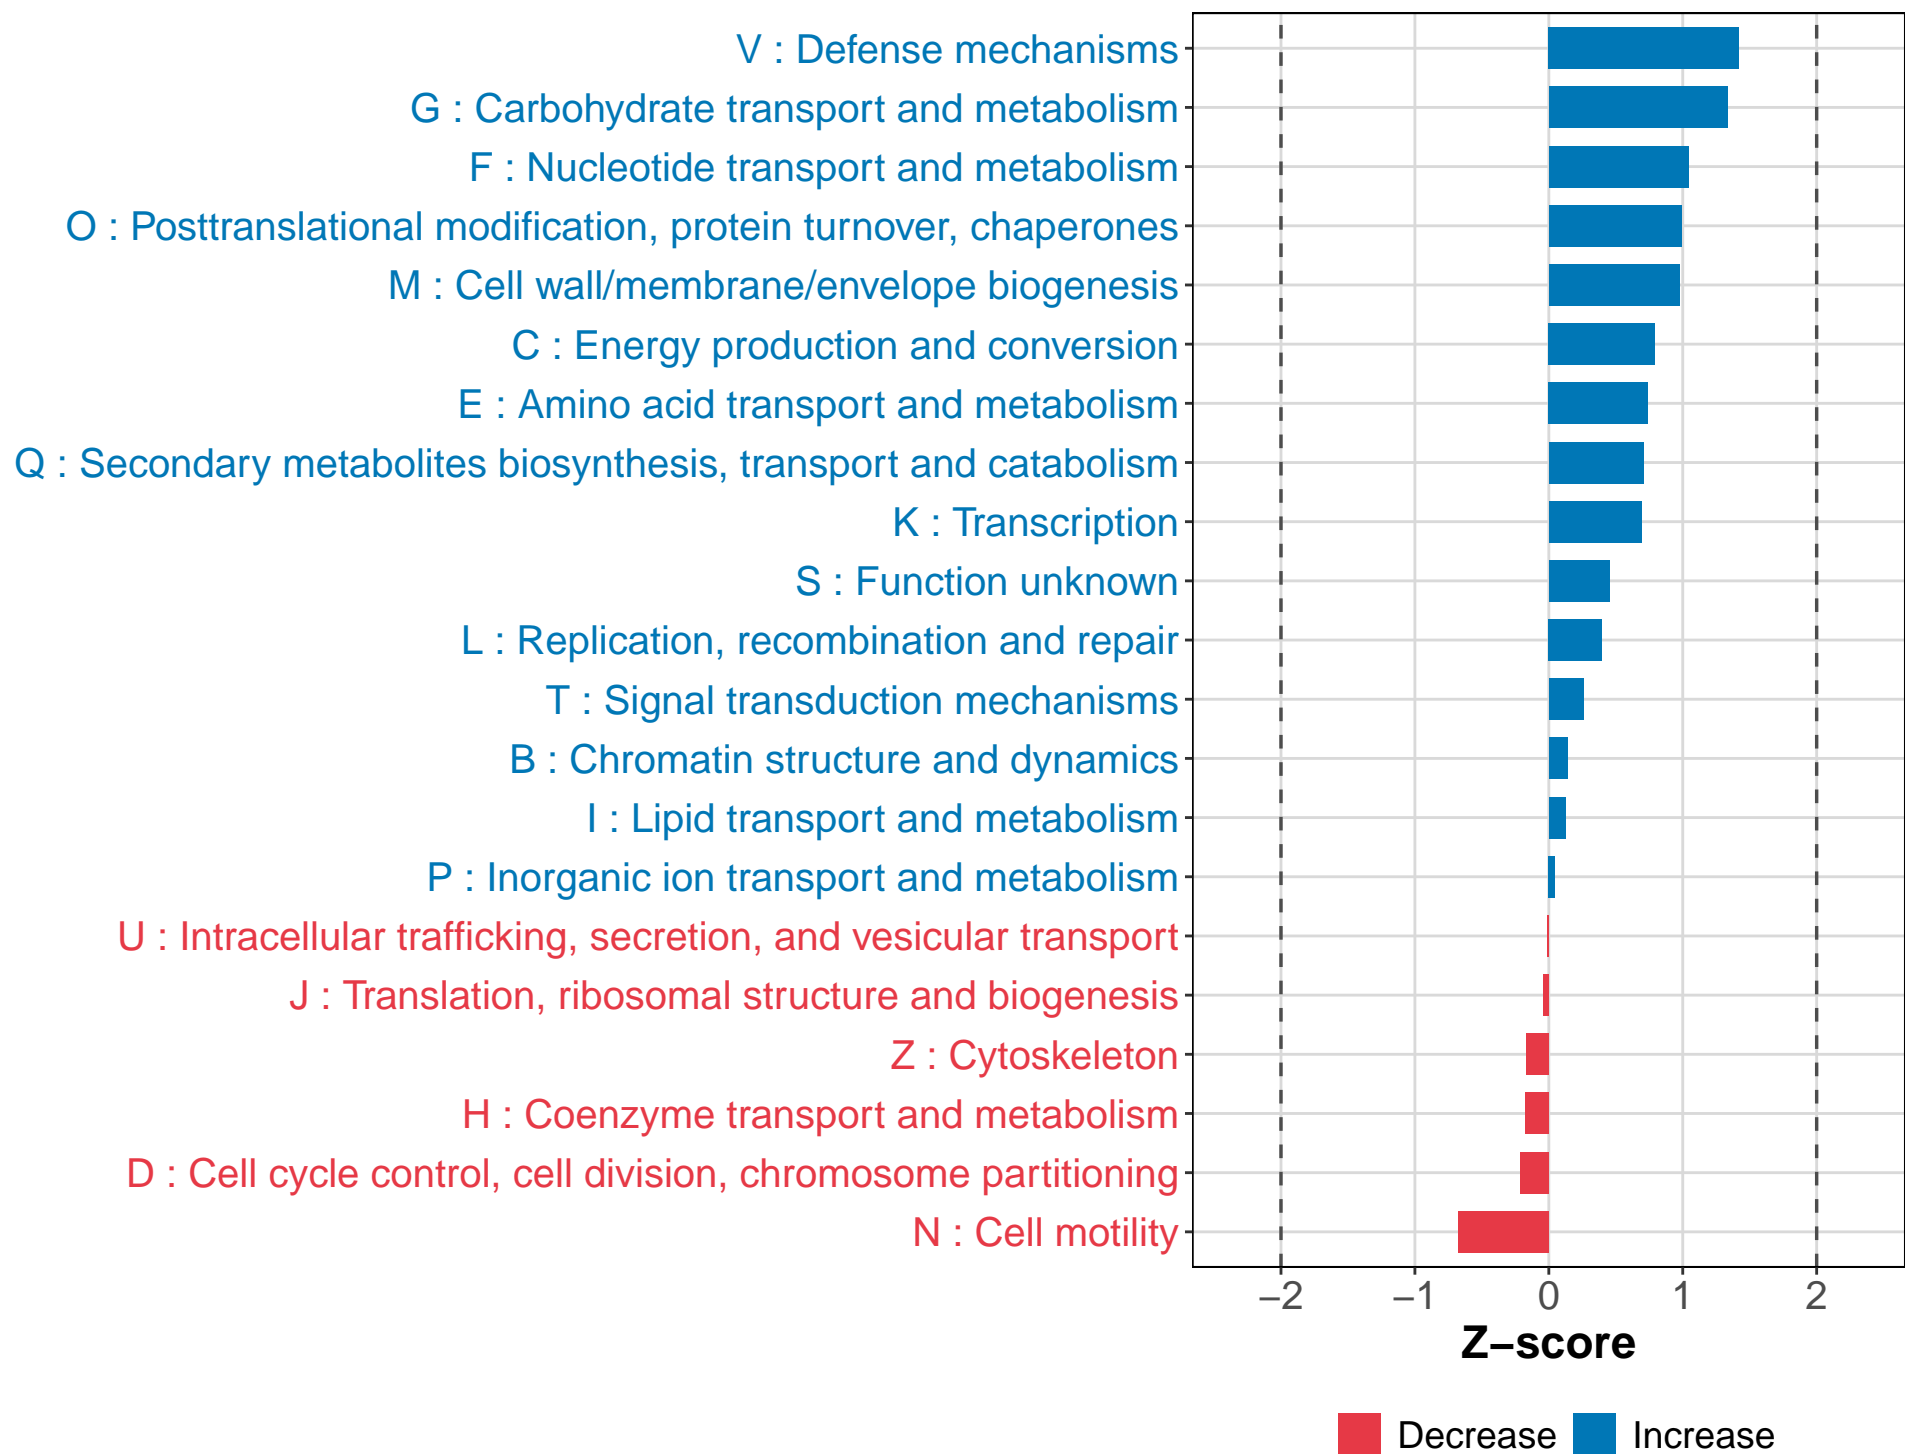 V : Defense mechanisms
G : Carbohydrate transport and metabolism
F : Nucleotide transport and metabolism
O : Posttranslational modification, protein turnover, chaperones
M : Cell wall/membrane/envelope biogenesis
C : Energy production and conversion
E : Amino acid transport and metabolism
Q : Secondary metabolites biosynthesis, transport and catabolism
K : Transcription
S : Function unknown
L : Replication, recombination and repair
T : Signal transduction mechanisms
B : Chromatin structure and dynamics
I : Lipid transport and metabolism
P : Inorganic ion transport and metabolism
U : Intracellular trafficking, secretion, and vesicular transport
J : Translation, ribosomal structure and biogenesis
Z : Cytoskeleton
H : Coenzyme transport and metabolism
D : Cell cycle control, cell division, chromosome partitioning
N : Cell motility
−2 −1 0 1 2
Z−score
Decrease Increase